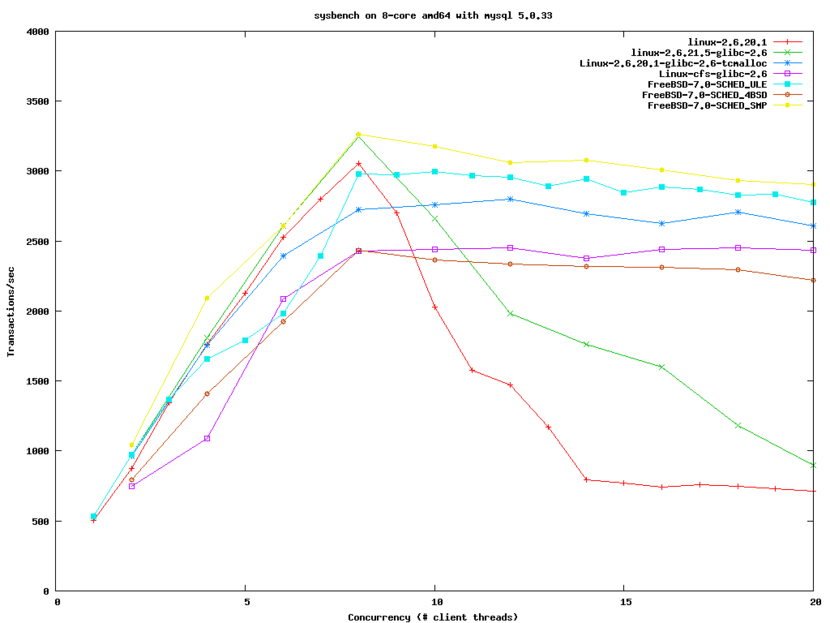 sysbench on 8-core amd64 with mysql 5.0.33
4000
linux-2.6.20.1
linux-2.6.21.5-glibc-2.6
Linux-2.6.20.1-glibc-2.6-tcmalloc
Linux-cfs-glibc-2.6
FreeBSD-7.0-SCHED_ULE
FreeBSD-7.0-SCHED_4BSD
FreeBSD-7.0-SCHED_SMP
3500
3000
2500
Transactions/sec
2000
1500
1000
500
0
0 5 10 15 20
Concurrency (# client threads)